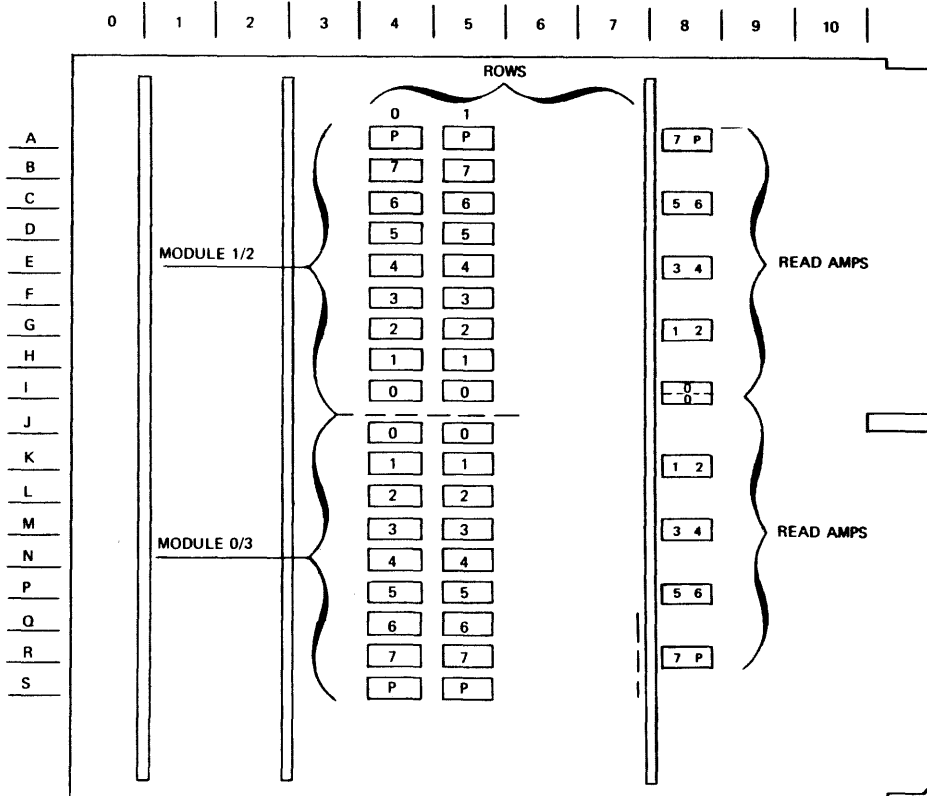 0 1 2 3 4 5 6 7 8 9 10
ROWS
0 1
A P P 7 P
B 7 7
C 6 6 5 6
D 5 5
E MODULE 1/2 4 4 3 4 READ AMPS
F 3 3
G 2 2 1 2
H 1 1
I 0 0 0
0
J 0 0
K 1 1 1 2
L 2 2
M 3 3 3 4 READ AMPS
N MODULE 0/3 4 4
P 5 5 5 6
Q 6 6
R 7 7 7 P
S P P